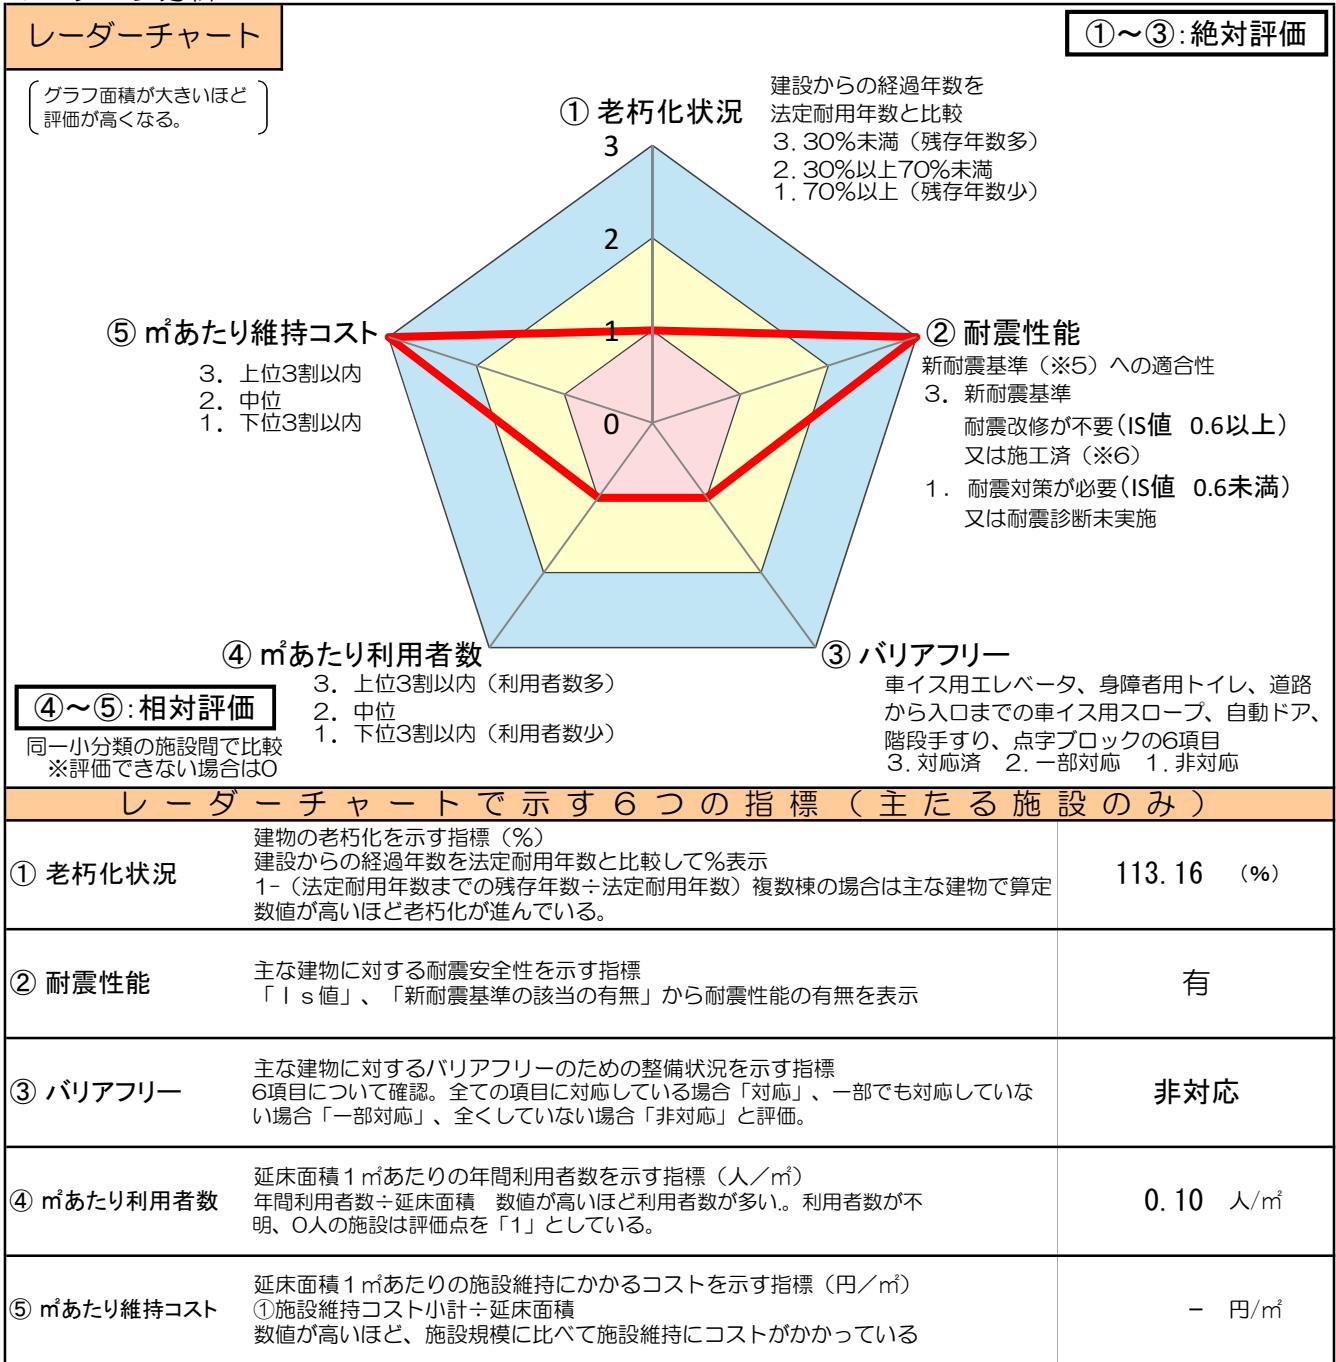 レーダーチャート
①～③：絶対評価
グラフ面積が大きいほど
評価が高くなる。
① 老朽化状況
建設からの経過年数を
法定耐用年数と比較
3．30%未満（残存年数多）
2．30%以上70%未満
1．70%以上（残存年数少）
3
2
1
0
⑤ ㎡あたり維持コスト
3．上位3割以内
2．中位
1．下位3割以内
② 耐震性能
新耐震基準（※5）への適合性
3．新耐震基準
耐震改修が不要（IS値 0.6以上）
又は施工済（※6）
1．耐震対策が必要（IS値 0.6未満）
又は耐震診断未実施
④ ㎡あたり利用者数
3．上位3割以内（利用者数多）
2．中位
1．下位3割以内（利用者数少）
③ バリアフリー
車イス用エレベータ、身障者用トイレ、道路
から入口までの車イス用スロープ、自動ドア、
階段手すり、点字ブロックの6項目
3．対応済 2．一部対応 1．非対応
④～⑤：相対評価
同一小分類の施設間で比較
※評価できない場合は0
レーダーチャートで示す６つの指標（主たる施設のみ）
① 老朽化状況
建物の老朽化を示す指標（%）
建設からの経過年数を法定耐用年数と比較して%表示
1-（法定耐用年数までの残存年数÷法定耐用年数）複数棟の場合は主な建物で算定
数値が高いほど老朽化が進んでいる。
113.16 （%）
② 耐震性能
主な建物に対する耐震安全性を示す指標
「Ｉｓ値」、「新耐震基準の該当の有無」から耐震性能の有無を表示
有
③ バリアフリー
主な建物に対するバリアフリーのための整備状況を示す指標
6項目について確認。全ての項目に対応している場合「対応」、一部でも対応していな
い場合「一部対応」、全くしていない場合「非対応」と評価。
非対応
④ ㎡あたり利用者数
延床面積１㎡あたりの年間利用者数を示す指標（人／㎡）
年間利用者数÷延床面積 数値が高いほど利用者数が多い。利用者数が不
明、0人の施設は評価点を「1」としている。
0.10 人/㎡
⑤ ㎡あたり維持コスト
延床面積１㎡あたりの施設維持にかかるコストを示す指標（円／㎡）
①施設維持コスト小計÷延床面積
数値が高いほど、施設規模に比べて施設維持にコストがかかっている
－ 円/㎡